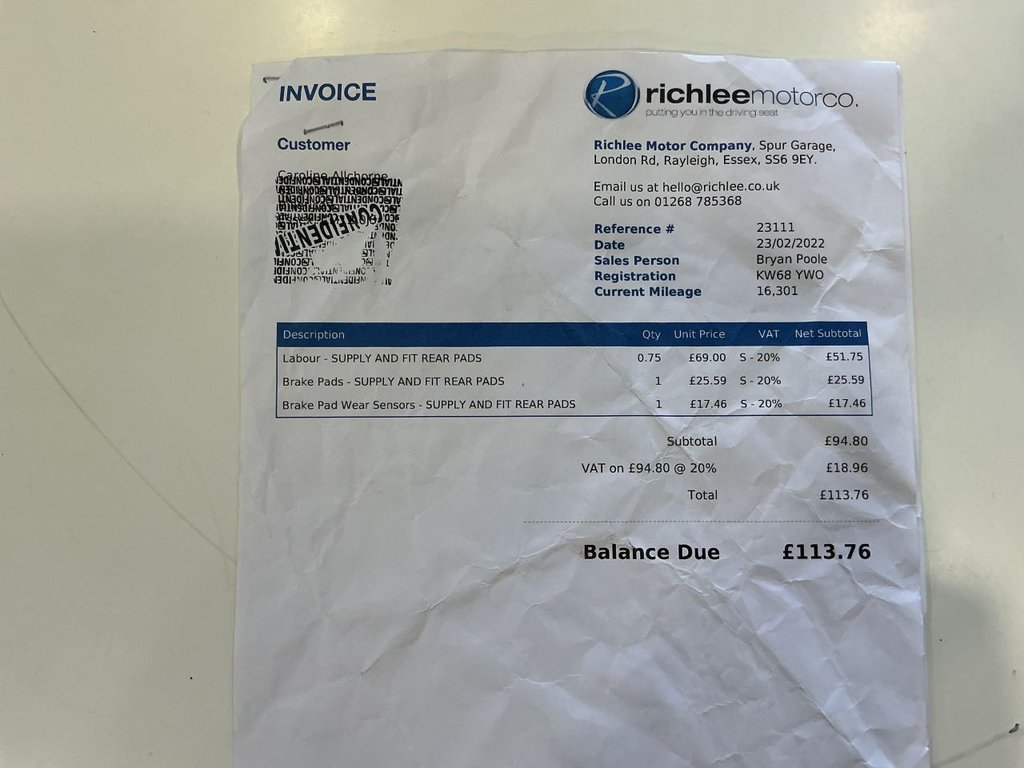 INVOICE
richleemotorco.
putting you in the driving seat
Customer
Richlee Motor Company, Spur Garage,
London Rd, Rayleigh, Essex, SS6 9EY.
Caroline Allchorne
CONFIDENTI
Email us at hello@richlee.co.uk
Call us on 01268 785368
Reference # 23111
Date 23/02/2022
Sales Person Bryan Poole
Registration KW68 YWO
Current Mileage 16,301
Description Qty Unit Price VAT Net Subtotal
Labour - SUPPLY AND FIT REAR PADS 0.75 £69.00 S - 20% £51.75
Brake Pads - SUPPLY AND FIT REAR PADS 1 £25.59 S - 20% £25.59
Brake Pad Wear Sensors - SUPPLY AND FIT REAR PADS 1 £17.46 S - 20% £17.46
Subtotal £94.80
VAT on £94.80 @ 20% £18.96
Total £113.76
Balance Due £113.76